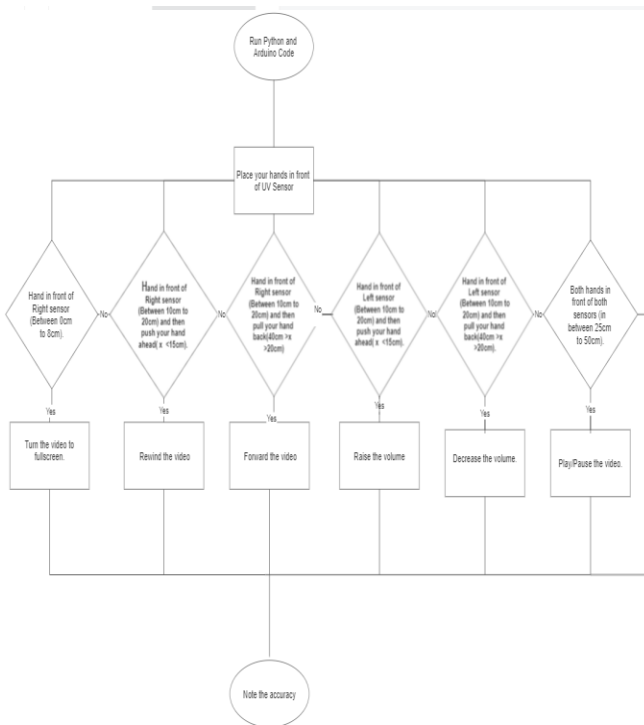 Run Python and
Arduino Code
Place your hands in front
of UV Sensor
Hand in front of
Right sensor
(Between 0cm
to 8cm).
No
Hand in front of
Right sensor
(Between 10cm to
20cm) and then
push your hand
ahead( x <15cm).
No
Hand in front of
Right sensor
(Between 10cm to
20cm) and then
pull your hand
back(40cm >x
>20cm)
No
Hand in front of
Left sensor
(Between 10cm to
20cm) and then
push your hand
ahead( x <15cm).
No
Hand in front of
Left sensor
(Between 10cm to
20cm) and then
pull your hand
back(40cm >x
>20cm).
No
Both hands in
front of both
sensors (in
between 25cm
to 50cm).
Yes
Yes
Yes
Yes
Yes
Yes
Turn the video to
fullscreen.
Rewind the video
Forward the video
Raise the volume
Decrease the volume.
Play/Pause the video.
Note the accuracy